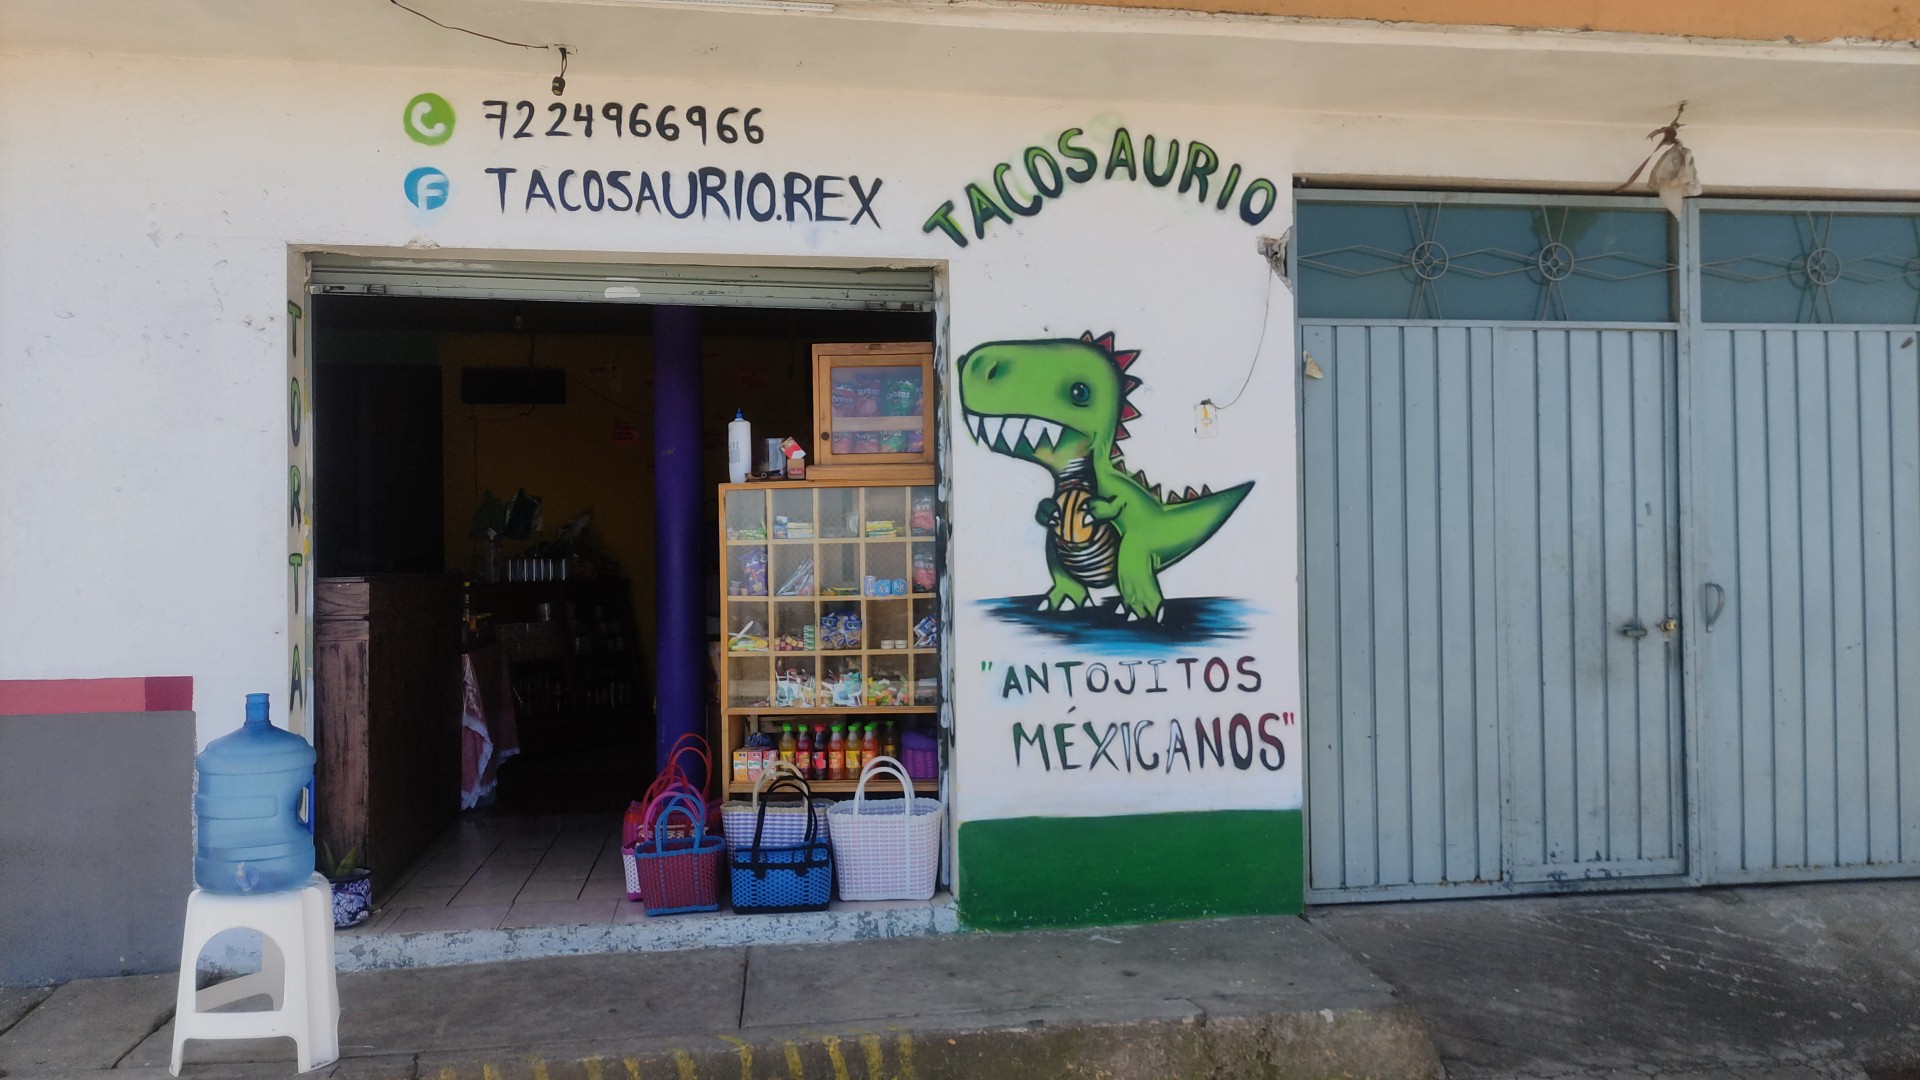 7224966966
F TACOSAURIO.REX
TACOSAURIO
TORTA
"ANTOJITOS
MÉXICANOS"